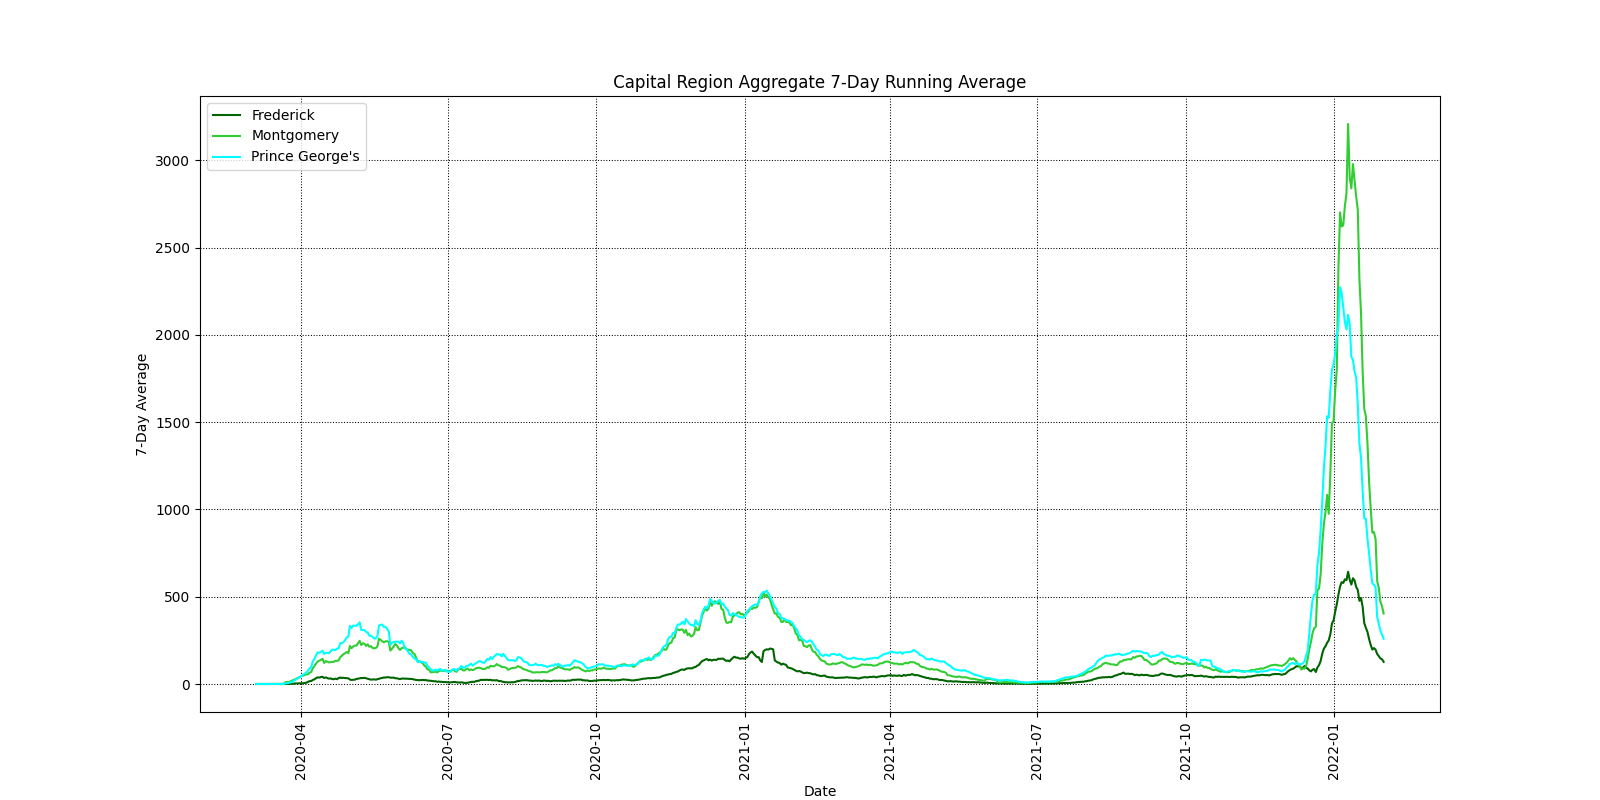 Capital Region Aggregate 7-Day Running Average
Frederick
Montgomery
Prince George's
3000
2500
2000
1500
1000
500
0
7-Day Average
2020-04
2020-07
2020-10
2021-01
2021-04
2021-07
2021-10
2022-01
Date